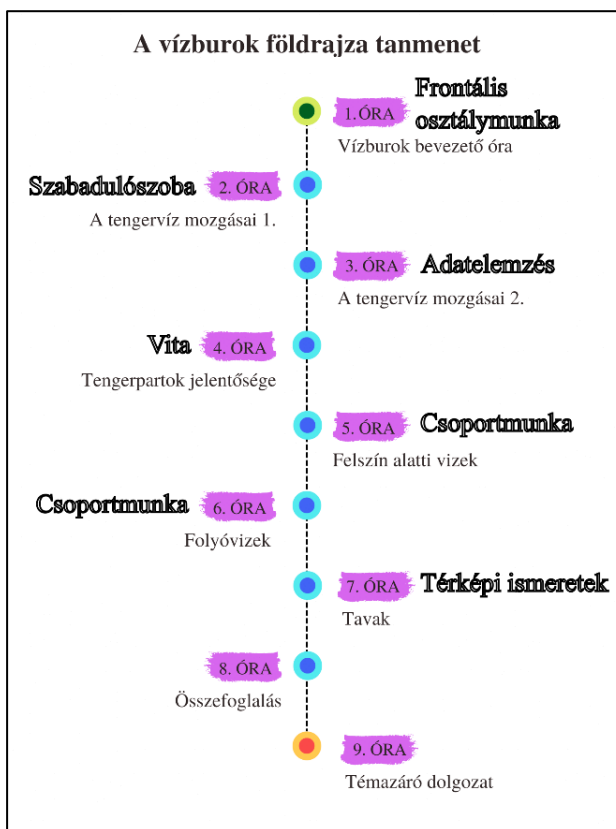 A vízburok földrajza tanmenet
1. ÓRA Frontális
osztálymunka
Vízburok bevezető óra
Szabadulószoba 2. ÓRA
A tengervíz mozgásai 1.
3. ÓRA Adatelemzés
A tengervíz mozgásai 2.
Vita 4. ÓRA
Tengerpartok jelentősége
5. ÓRA Csoportmunka
Felszín alatti vizek
Csoportmunka 6. ÓRA
Folyóvizek
7. ÓRA Térképi ismeretek
Tavak
8. ÓRA
Összefoglalás
9. ÓRA
Témazáró dolgozat